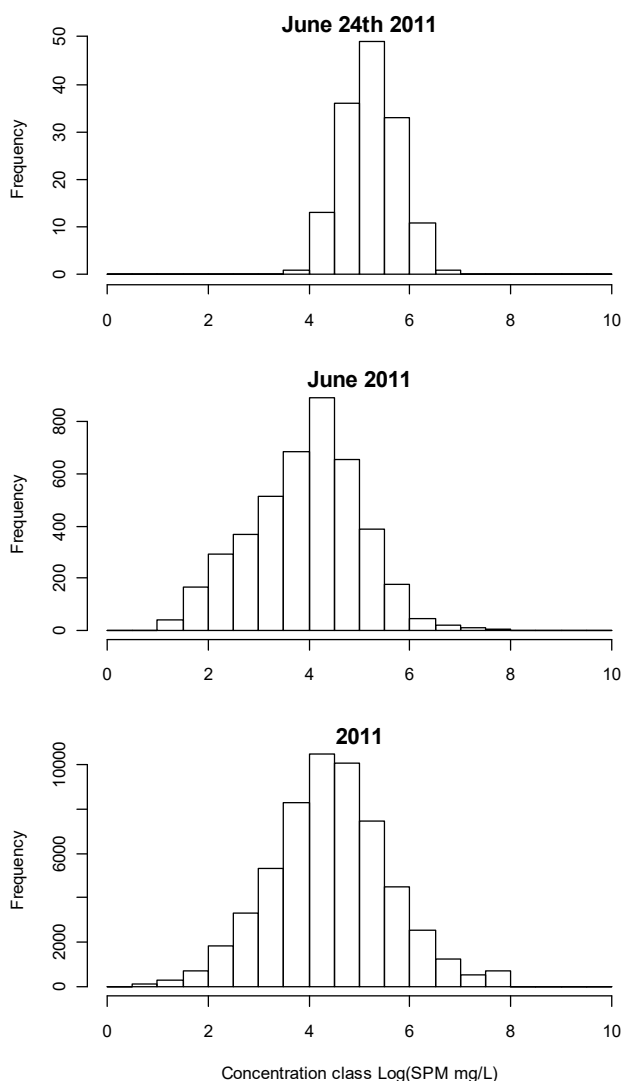 June 24th 2011
50
40
30
20
10
0
Frequency
0 2 4 6 8 10
June 2011
800
600
400
200
0
Frequency
0 2 4 6 8 10
2011
10000
6000
2000
0
Frequency
0 2 4 6 8 10
Concentration class Log(SPM mg/L)